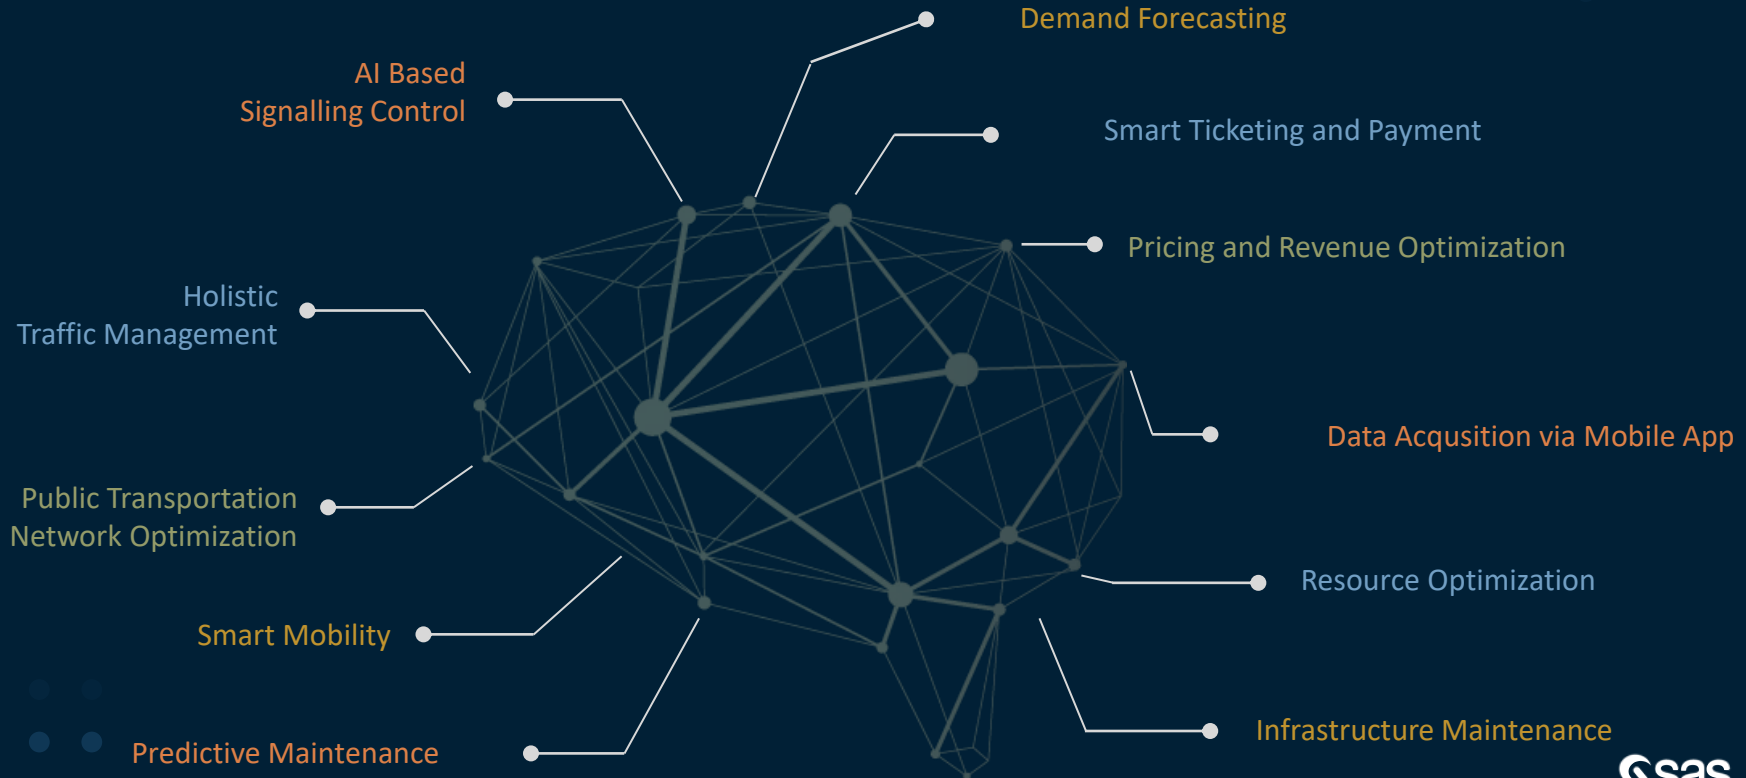 Demand Forecasting
AI Based
Signalling Control
Smart Ticketing and Payment
Pricing and Revenue Optimization
Holistic
Traffic Management
Data Acqusition via Mobile App
Public Transportation
Network Optimization
Resource Optimization
Smart Mobility
Infrastructure Maintenance
Predictive Maintenance
sas